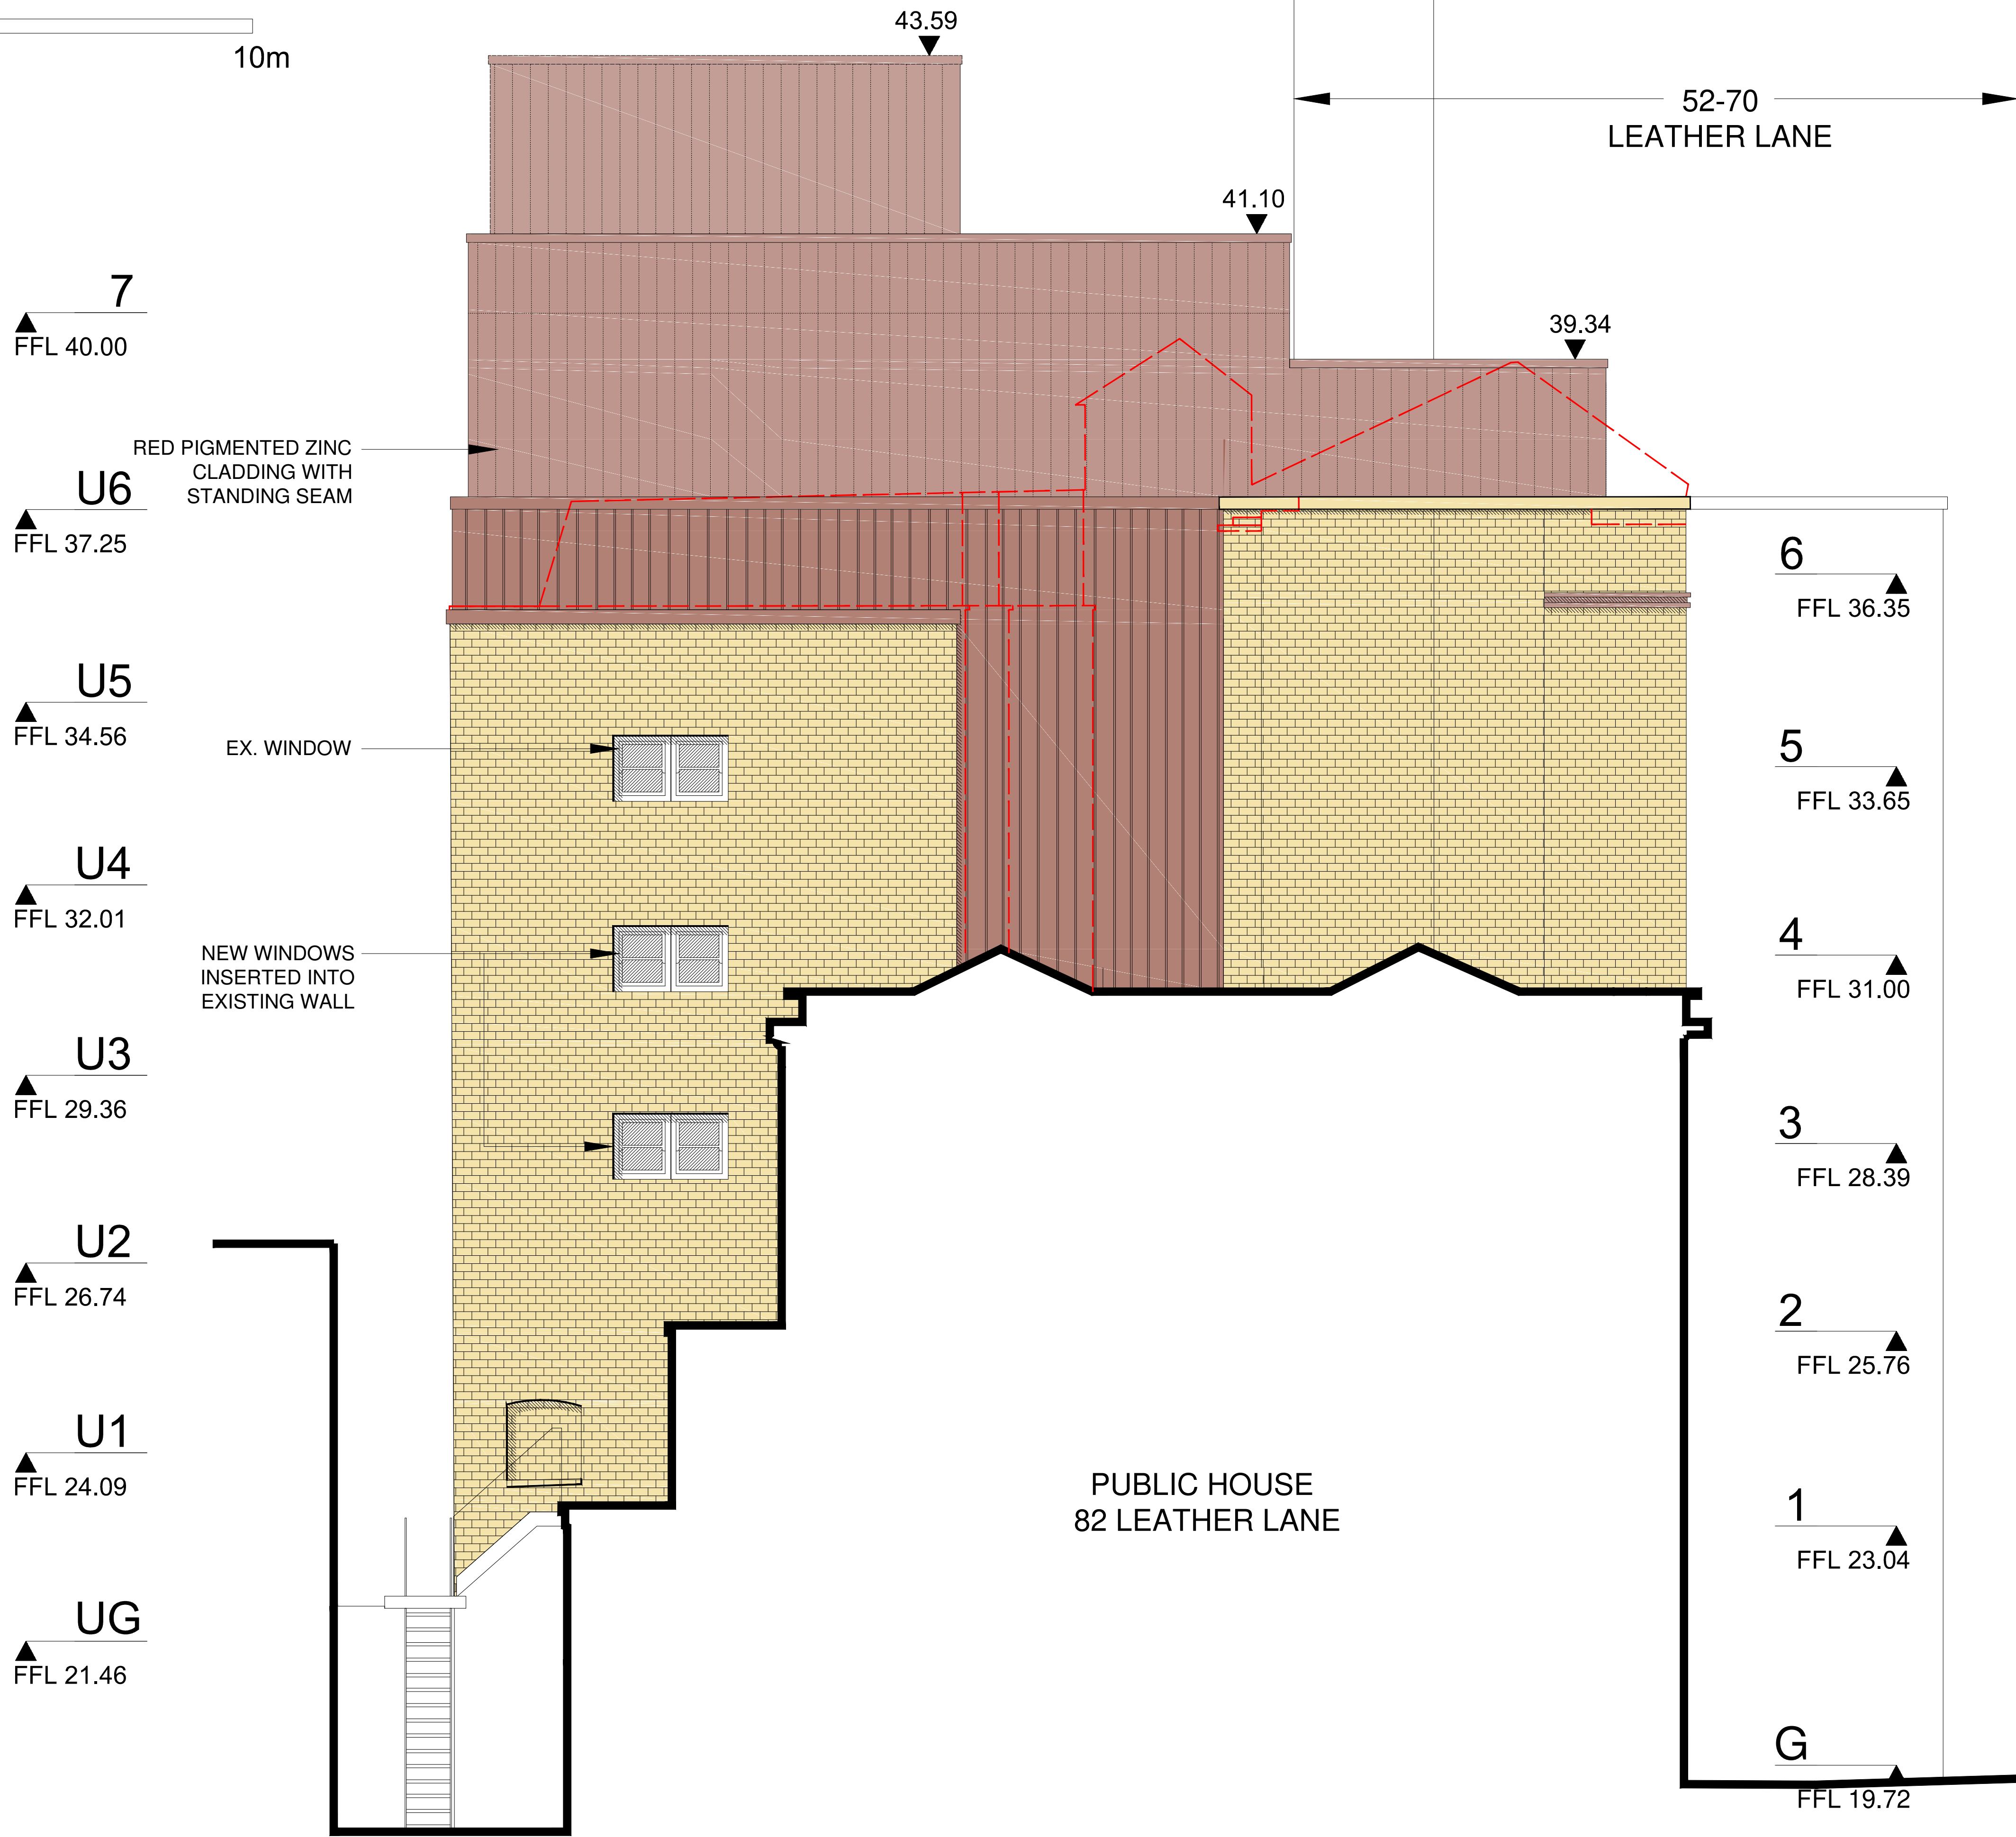 10m
43.59
52-70
LEATHER LANE
41.10
39.34
7
FFL 40.00
RED PIGMENTED ZINC
CLADDING WITH
STANDING SEAM
U6
FFL 37.25
6
FFL 36.35
U5
FFL 34.56
EX. WINDOW
5
FFL 33.65
U4
FFL 32.01
NEW WINDOWS
INSERTED INTO
EXISTING WALL
4
FFL 31.00
U3
FFL 29.36
3
FFL 28.39
U2
FFL 26.74
2
FFL 25.76
U1
FFL 24.09
PUBLIC HOUSE
82 LEATHER LANE
1
FFL 23.04
UG
FFL 21.46
G
FFL 19.72